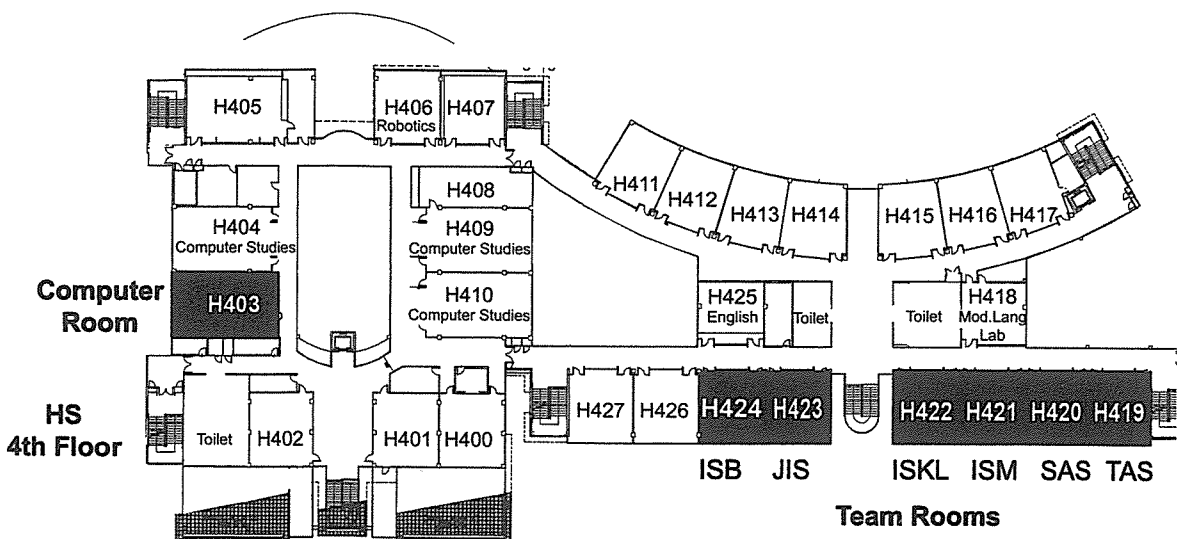 H405
H406
Robotics
H407
H411
H412
H413
H414
H415
H416
H417
H408
H404
Computer Studies
H409
Computer Studies
Computer
Room
H403
H410
Computer Studies
H425
English
Toilet
Toilet
H418
Mod.Lang
Lab
HS
4th Floor
Toilet
H402
H401
H400
H427
H426
H424
H423
H422
H421
H420
H419
ISB
JIS
ISKL
ISM
SAS
TAS
Team Rooms